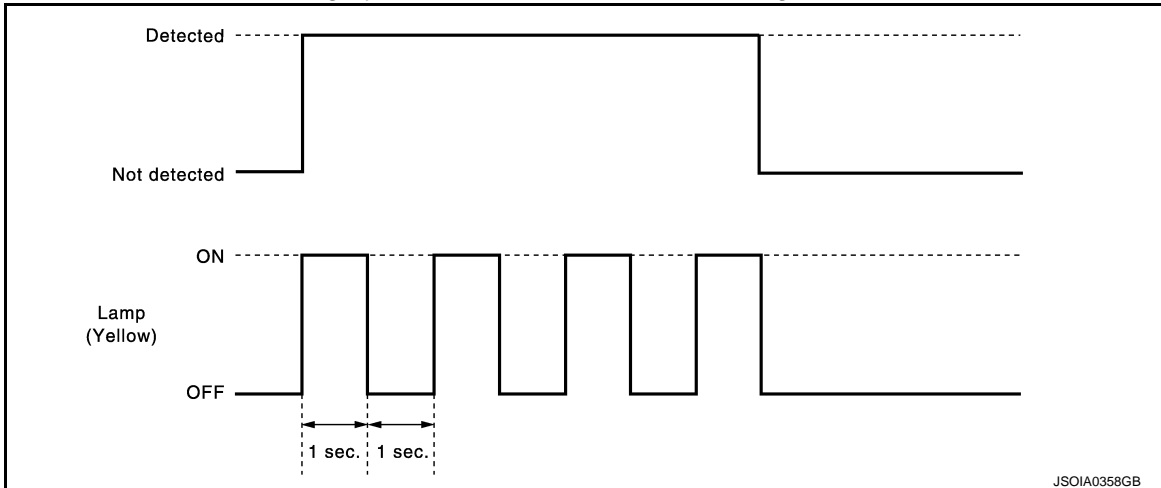 Detected
Not detected
ON
Lamp
(Yellow)
OFF
1 sec. 1 sec.
JSOIA0358GB